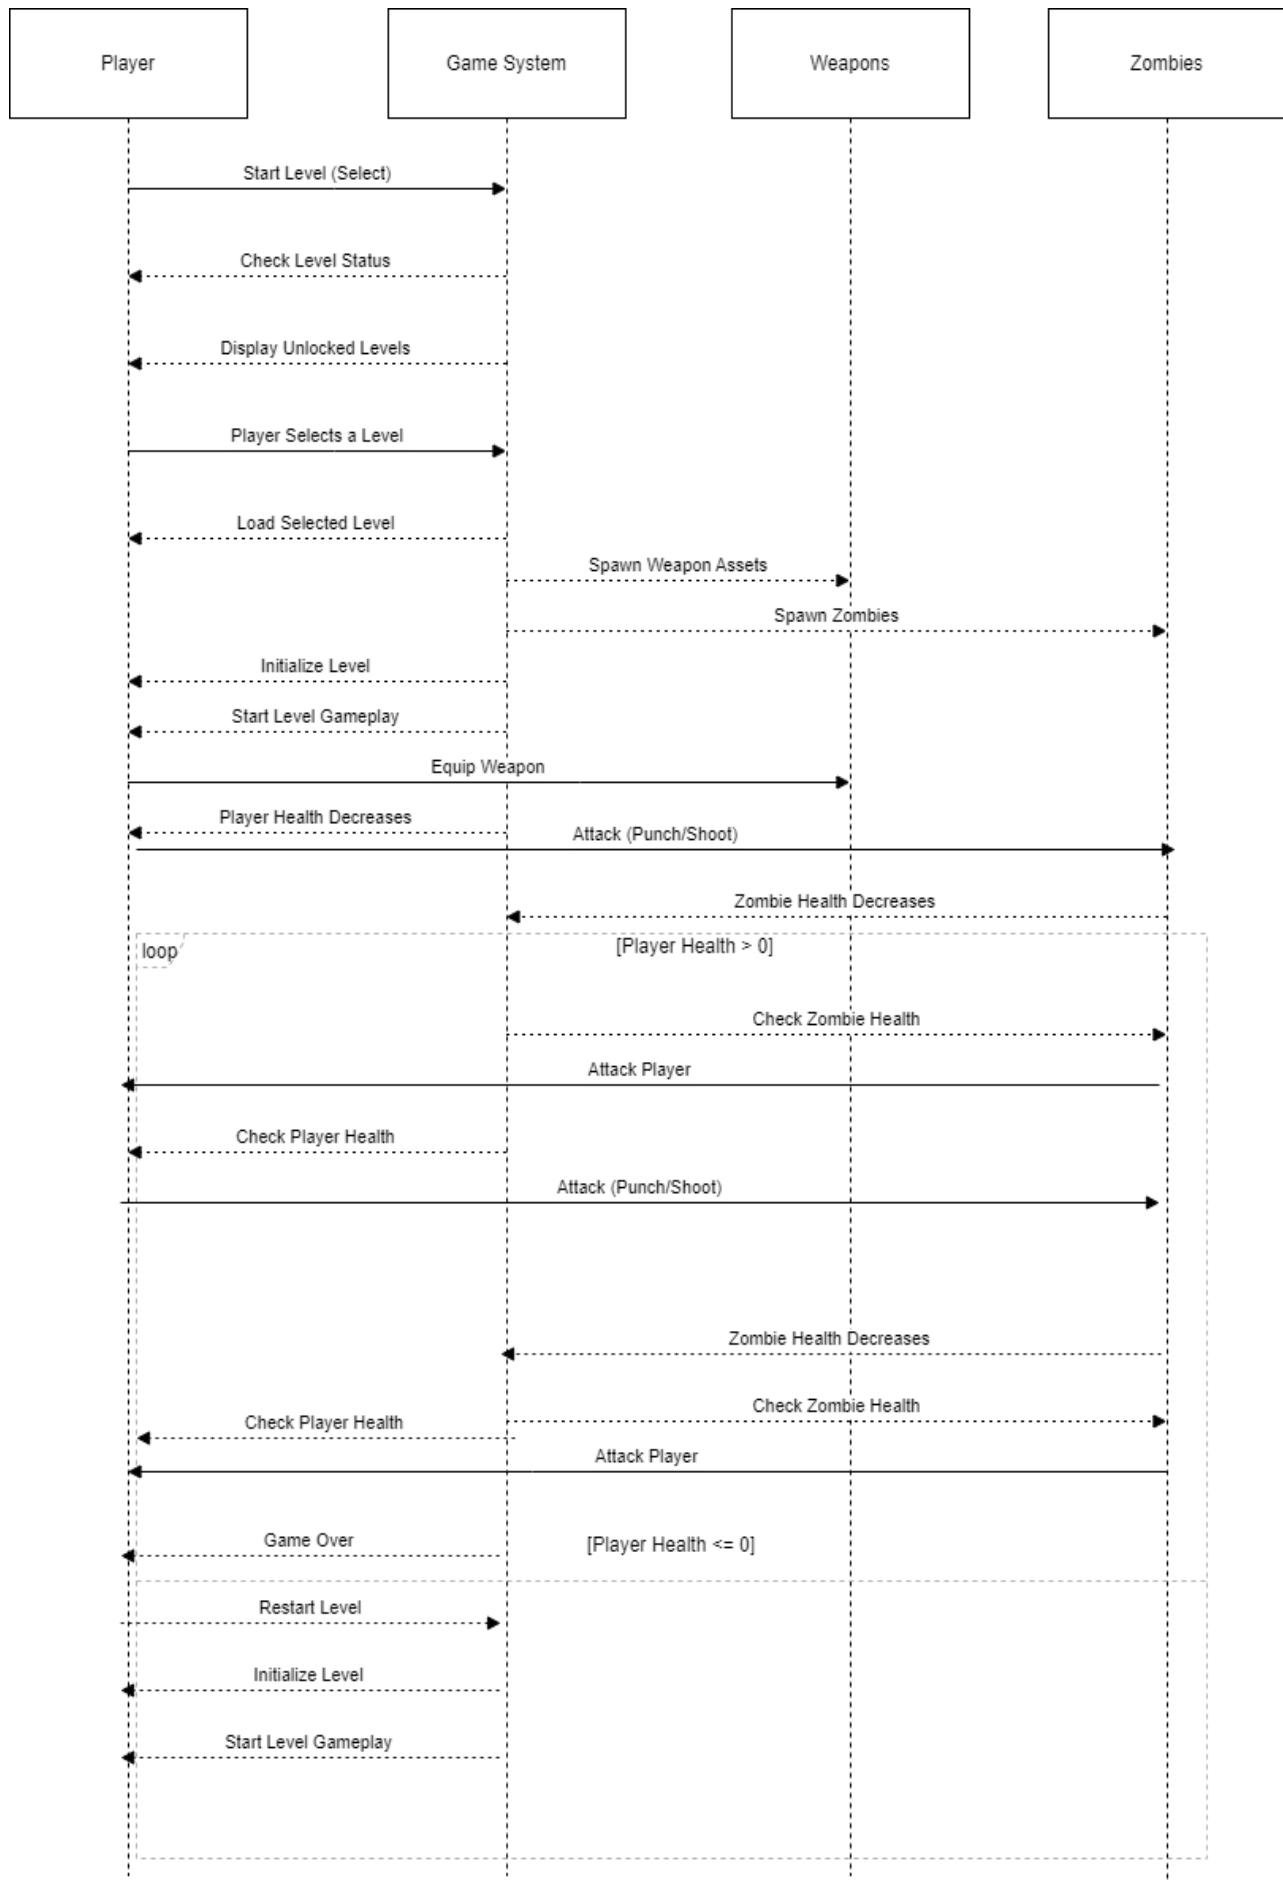 Player
Game System
Weapons
Zombies
Start Level (Select)
Check Level Status
Display Unlocked Levels
Player Selects a Level
Load Selected Level
Spawn Weapon Assets
Spawn Zombies
Initialize Level
Start Level Gameplay
Equip Weapon
Player Health Decreases
Attack (Punch/Shoot)
Zombie Health Decreases
loop
[Player Health > 0]
Check Zombie Health
Attack Player
Check Player Health
Attack (Punch/Shoot)
Zombie Health Decreases
Check Zombie Health
Check Player Health
Attack Player
Game Over
[Player Health <= 0]
Restart Level
Initialize Level
Start Level Gameplay